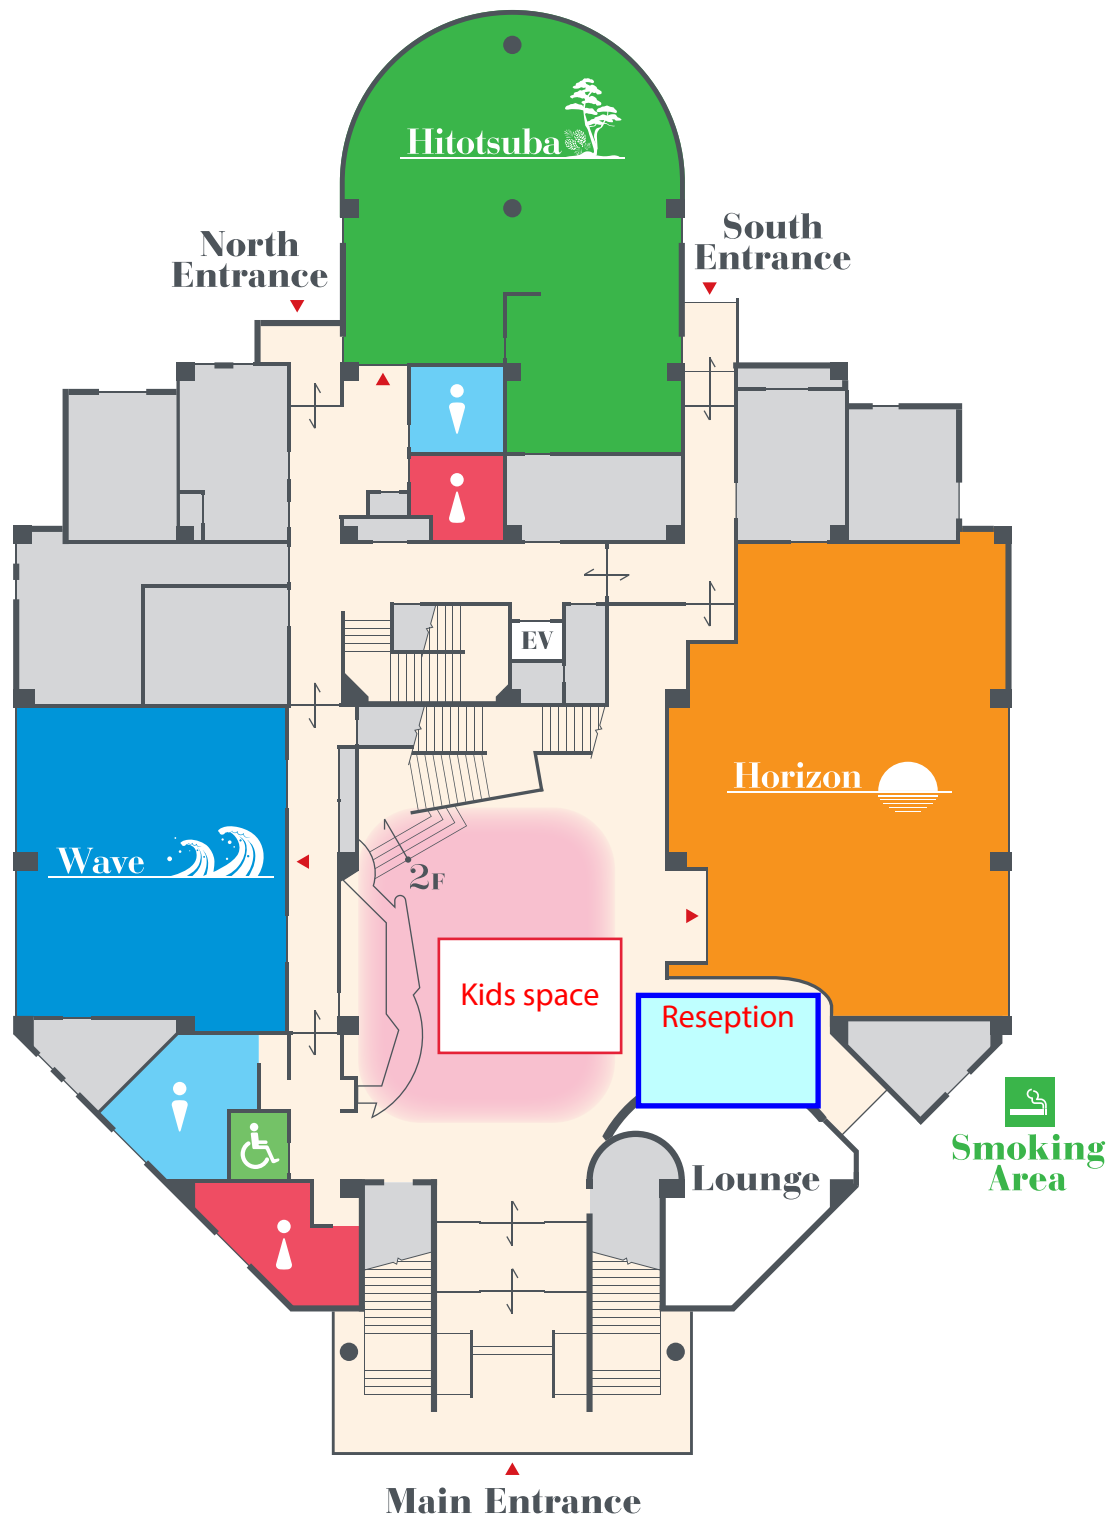 Hitotsuba
North
Entrance
South
Entrance
EV
Horizon
Wave
2F
Kids space
Reseption
Smoking
Area
Lounge
Main Entrance